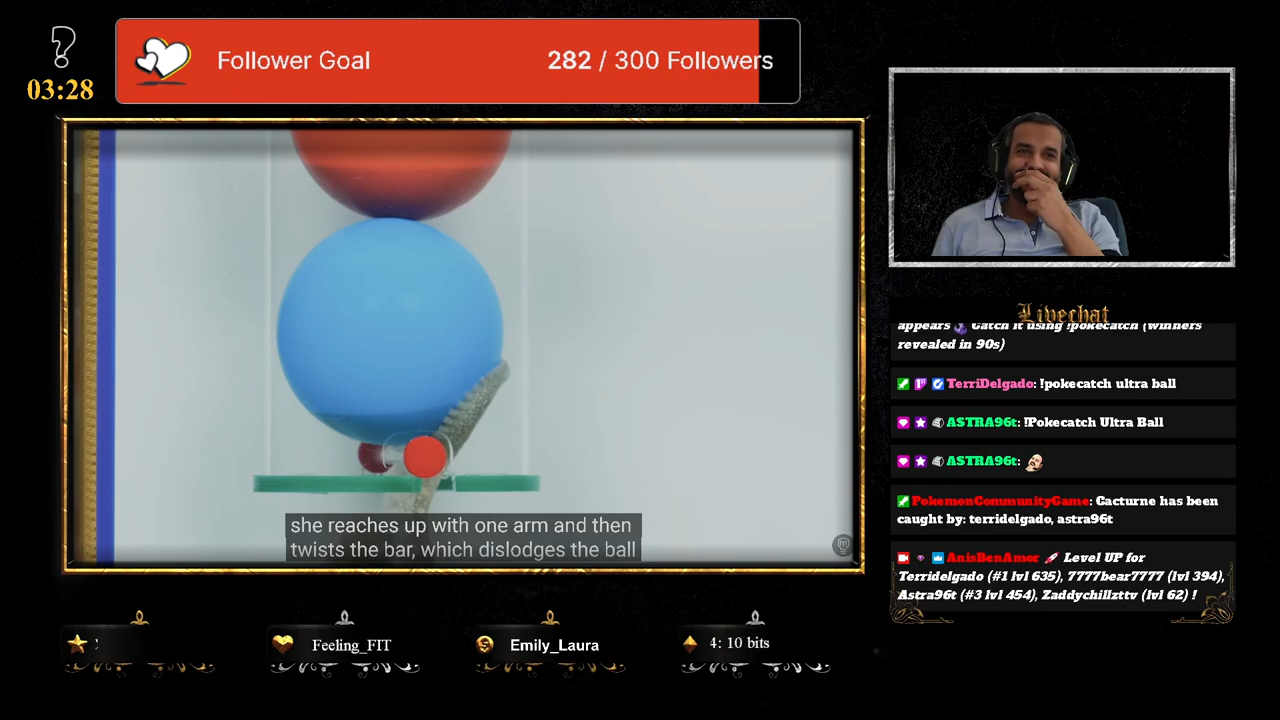 03:28
Follower Goal
282 / 300 Followers
she reaches up with one arm and then
twists the bar, which dislodges the ball
Livechat
appears Catch it using !pokecatch (winners
revealed in 90s)
TerriDelgado: !pokecatch ultra ball
ASTRA96t: !Pokecatch Ultra Ball
ASTRA96t:
PokemonCommunityGame: Cacturne has been
caught by: terridelgado, astra96t
AnisBenAmor Level UP for
Terridelgado (#1 lvl 635), 7777bear7777 (lvl 394),
Astra96t (#3 lvl 454), Zaddychillzttv (lvl 62) !
Feeling_FIT
Emily_Laura
4: 10 bits